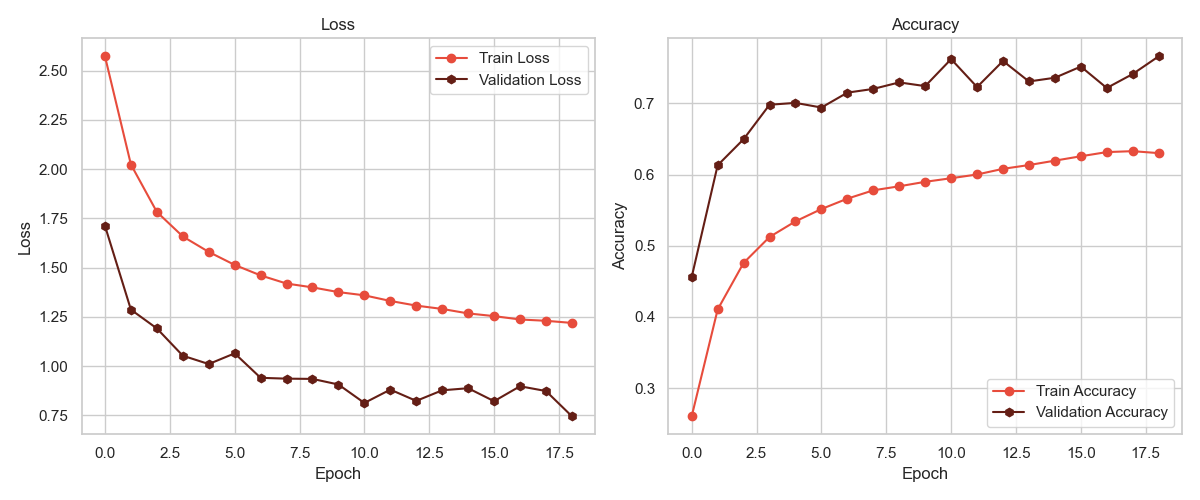 Loss
Train Loss
Validation Loss
2.50
2.25
2.00
1.75
1.50
1.25
1.00
0.75
Loss
0.0 2.5 5.0 7.5 10.0 12.5 15.0 17.5
Epoch
Accuracy
0.7
0.6
0.5
0.4
0.3
Accuracy
Train Accuracy
Validation Accuracy
0.0 2.5 5.0 7.5 10.0 12.5 15.0 17.5
Epoch